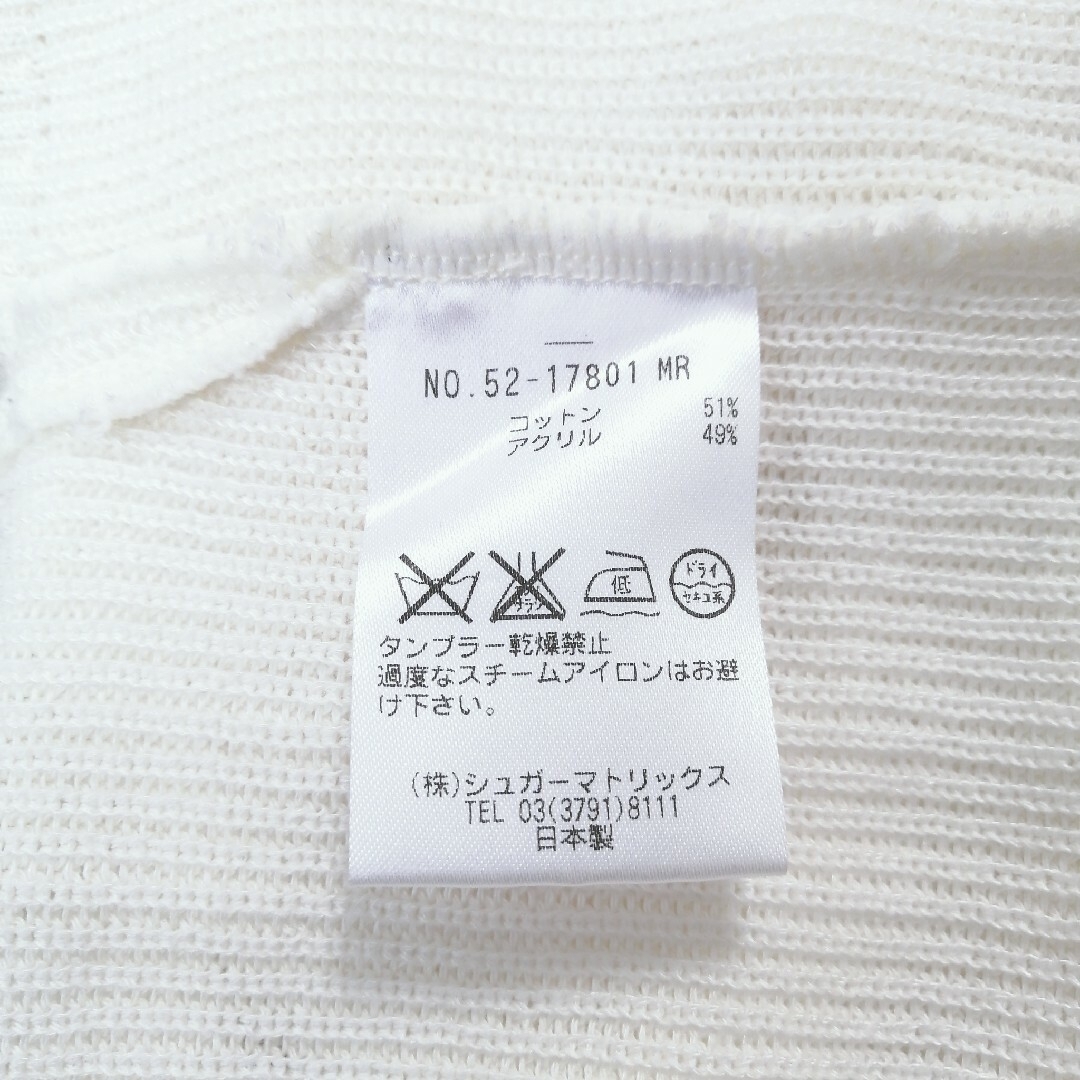 NO.52-17801 MR
コットン 51%
アクリル 49%
低
ドライ
セキユ系
タンブラー乾燥禁止
過度なスチームアイロンはお避
け下さい。
(株)シュガーマトリックス
TEL 03(3791)8111
日本製